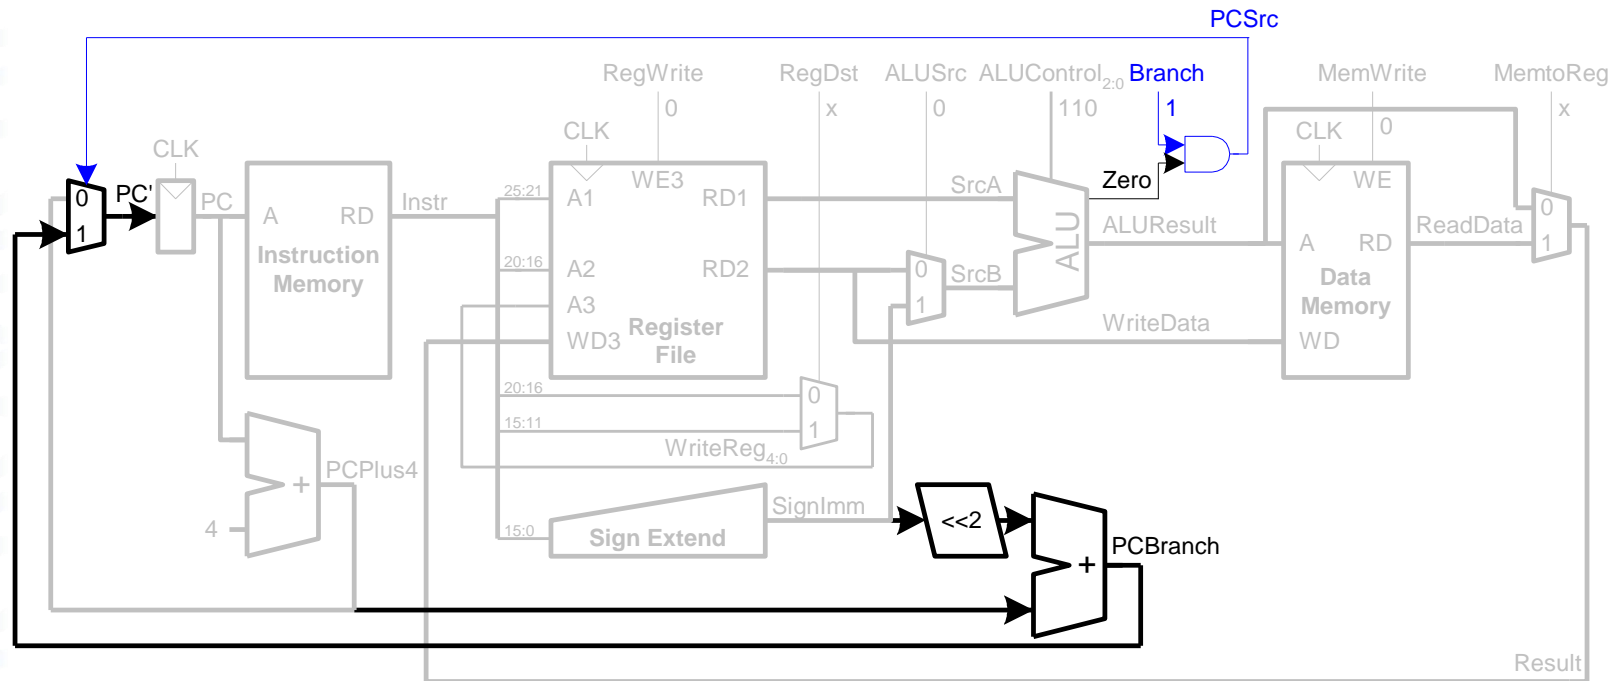 PCSrc
RegWrite RegDst ALUSrc ALUControl2:0 Branch MemWrite MemtoReg
0 x 0 110 1 0 x
CLK CLK CLK
0
1
PC'
PC
A RD
Instruction
Memory
Instr
25:21
20:16
A1
A2
A3
WD3
WE3
RD1
RD2
Register
File
0
1
SrcA
SrcB
ALU
Zero
ALUResult
WriteData
A RD
WE
Data
Memory
WD
ReadData
0
1
20:16
15:11
0
1
WriteReg4:0
PCPlus4
+
4
15:0
Sign Extend
SignImm
<<2
+
PCBranch
Result